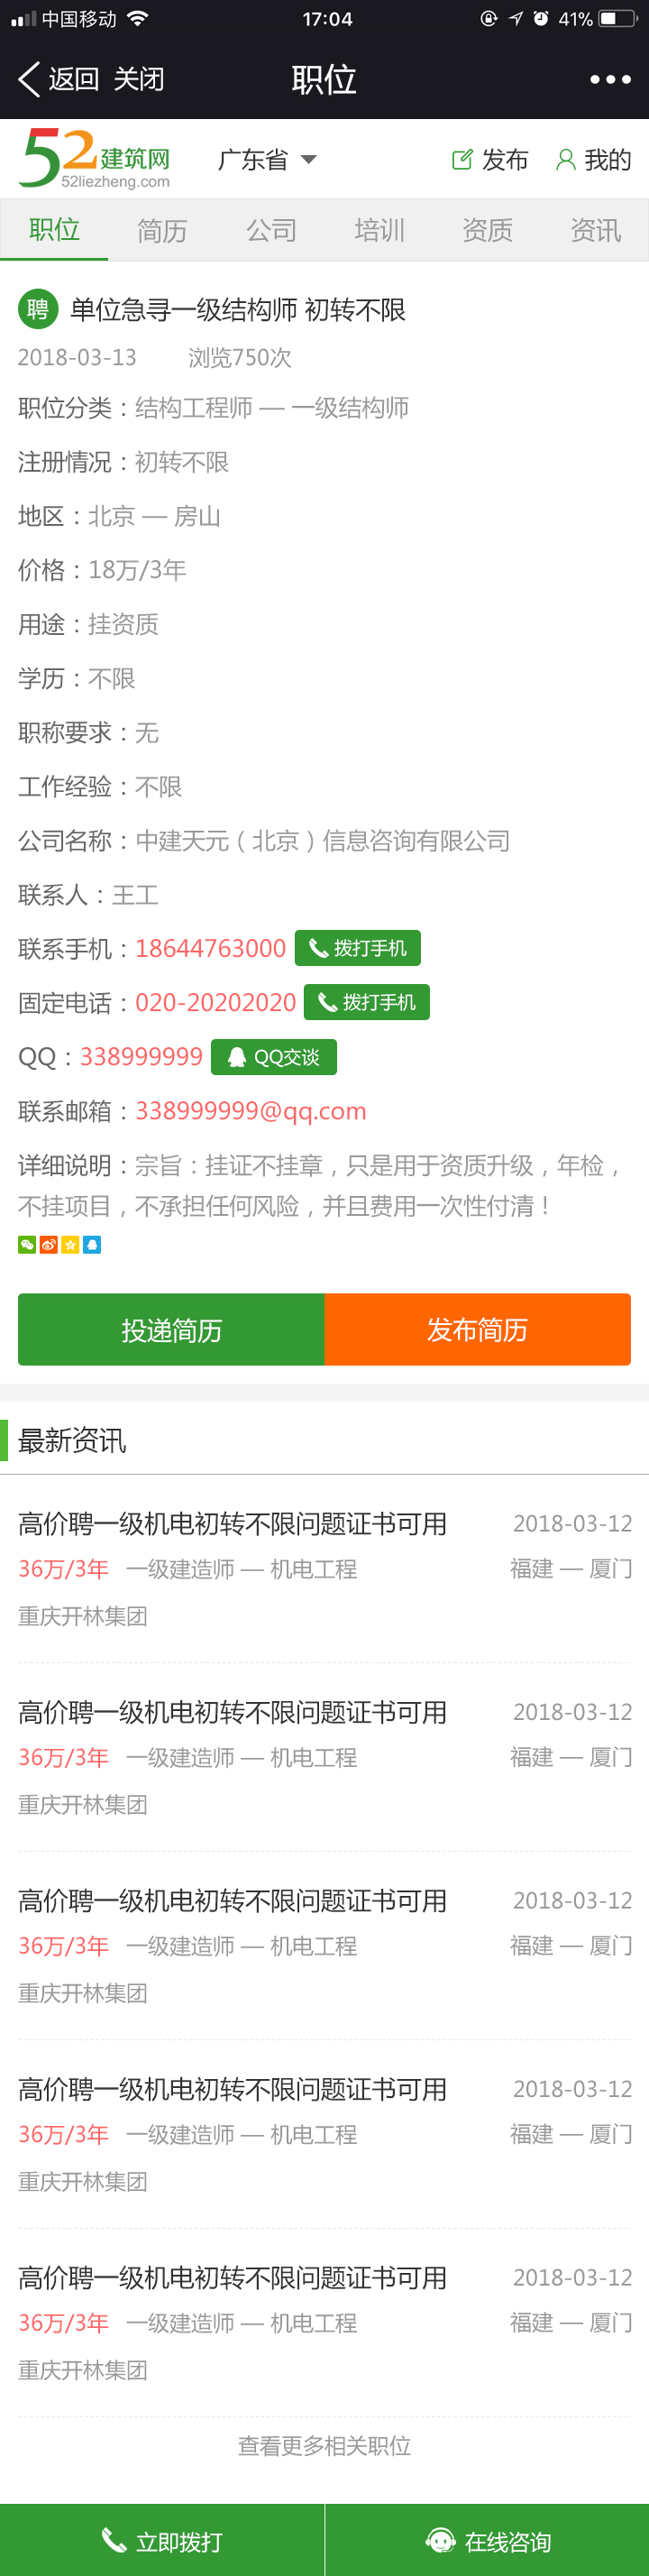 中国移动 17:04 41%
返回 关闭 职位
52建筑网 广东省 发布 我的
52liezheng.com
职位 简历 公司 培训 资质 资讯
聘 单位急寻一级结构师 初转不限
2018-03-13 浏览750次
职位分类：结构工程师 — 一级结构师
注册情况：初转不限
地区：北京 — 房山
价格：18万/3年
用途：挂资质
学历：不限
职称要求：无
工作经验：不限
公司名称：中建天元（北京）信息咨询有限公司
联系人：王工
联系手机：18644763000 拨打手机
固定电话：020-20202020 拨打手机
QQ：338999999 QQ交谈
联系邮箱：338999999@qq.com
详细说明：宗旨：挂证不挂章，只是用于资质升级，年检，
不挂项目，不承担任何风险，并且费用一次性付清！
投递简历 发布简历
最新资讯
高价聘一级机电初转不限问题证书可用 2018-03-12
36万/3年 一级建造师 — 机电工程 福建 — 厦门
重庆开林集团
高价聘一级机电初转不限问题证书可用 2018-03-12
36万/3年 一级建造师 — 机电工程 福建 — 厦门
重庆开林集团
高价聘一级机电初转不限问题证书可用 2018-03-12
36万/3年 一级建造师 — 机电工程 福建 — 厦门
重庆开林集团
高价聘一级机电初转不限问题证书可用 2018-03-12
36万/3年 一级建造师 — 机电工程 福建 — 厦门
重庆开林集团
高价聘一级机电初转不限问题证书可用 2018-03-12
36万/3年 一级建造师 — 机电工程 福建 — 厦门
重庆开林集团
查看更多相关职位
立即拨打 在线咨询